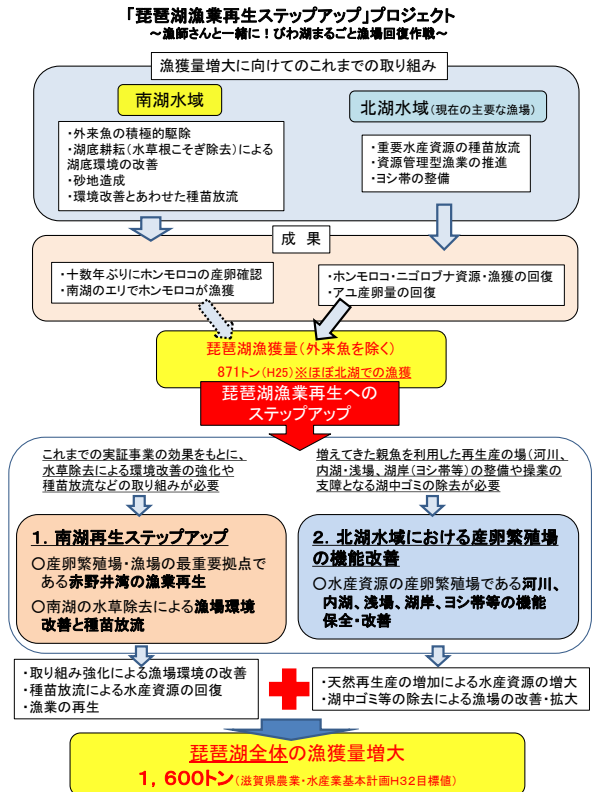 「琵琶湖漁業再生ステップアップ」プロジェクト
～漁師さんと一緒に！びわ湖まるごと漁場回復作戦～
漁獲量増大に向けてのこれまでの取り組み
南湖水域
・外来魚の積極的駆除
・湖底耕耘（水草根こそぎ除去）による
湖底環境の改善
・砂地造成
・環境改善とあわせた種苗放流
北湖水域（現在の主要な漁場）
・重要水産資源の種苗放流
・資源管理型漁業の推進
・ヨシ帯の整備
成　果
・十数年ぶりにホンモロコの産卵確認
・南湖のエリでホンモロコが漁獲
・ホンモロコ・ニゴロブナ資源・漁獲の回復
・アユ産卵量の回復
琵琶湖漁獲量（外来魚を除く）
871トン（H25）※ほぼ北湖での漁獲
琵琶湖漁業再生への
ステップアップ
これまでの実証事業の効果をもとに、
水草除去による環境改善の強化や
種苗放流などの取り組みが必要
増えてきた親魚を利用した再生産の場（河川、
内湖・浅場、湖岸（ヨシ帯等）の整備や操業の
支障となる湖中ゴミの除去が必要
１．南湖再生ステップアップ
○産卵繁殖場・漁場の最重要拠点で
ある赤野井湾の漁業再生
○南湖の水草除去による漁場環境
改善と種苗放流
２．北湖水域における産卵繁殖場
の機能改善
○水産資源の産卵繁殖場である河川、
内湖、浅場、湖岸、ヨシ帯等の機能
保全・改善
・取り組み強化による漁場環境の改善
・種苗放流による水産資源の回復
・漁業の再生
・天然再生産の増加による水産資源の増大
・湖中ゴミ等の除去による漁場の改善・拡大
琵琶湖全体の漁獲量増大
１，６００トン（滋賀県農業・水産業基本計画H32目標値）